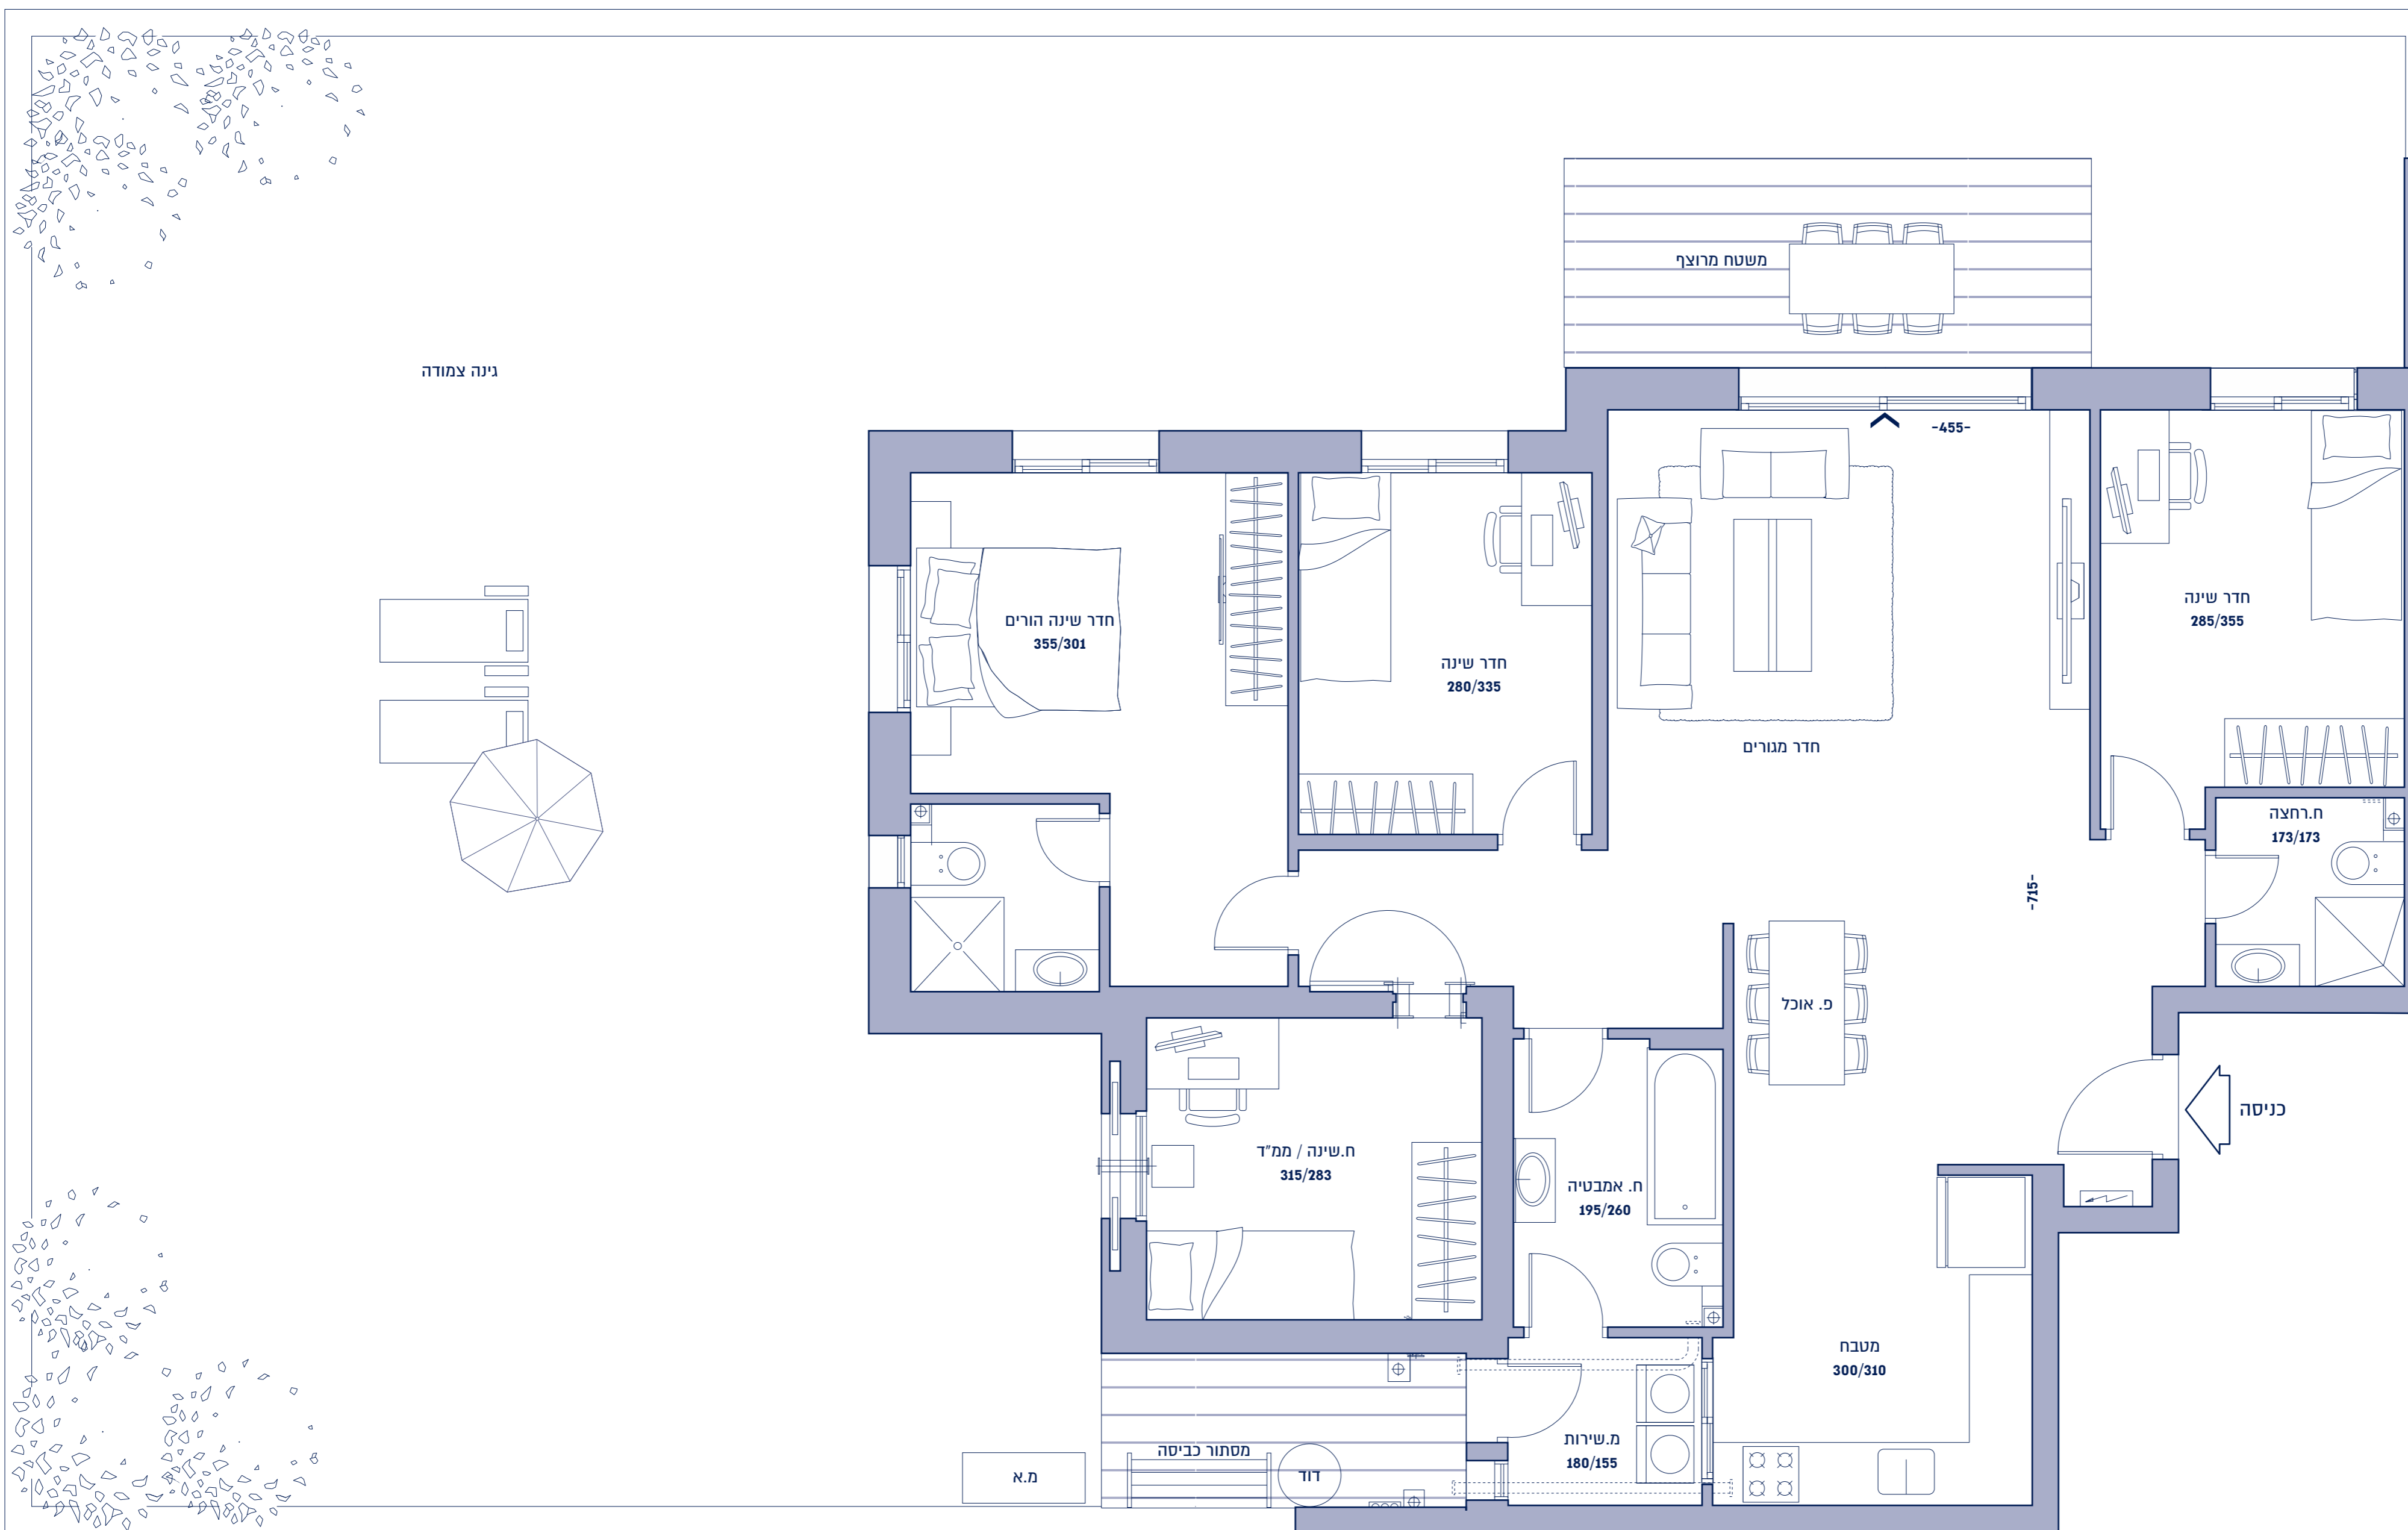 משטח מרוצף
גינה צמודה
-455-
חדר שינה
285/355
חדר שינה הורים
355/301
חדר שינה
280/335
חדר מגורים
ח.רחצה
173/173
-715-
פ. אוכל
כניסה
ח.שינה / ממ"ד
315/283
ח. אמבטיה
195/260
מטבח
300/310
מ.שירות
180/155
מסתור כביסה
דוד
מ.א